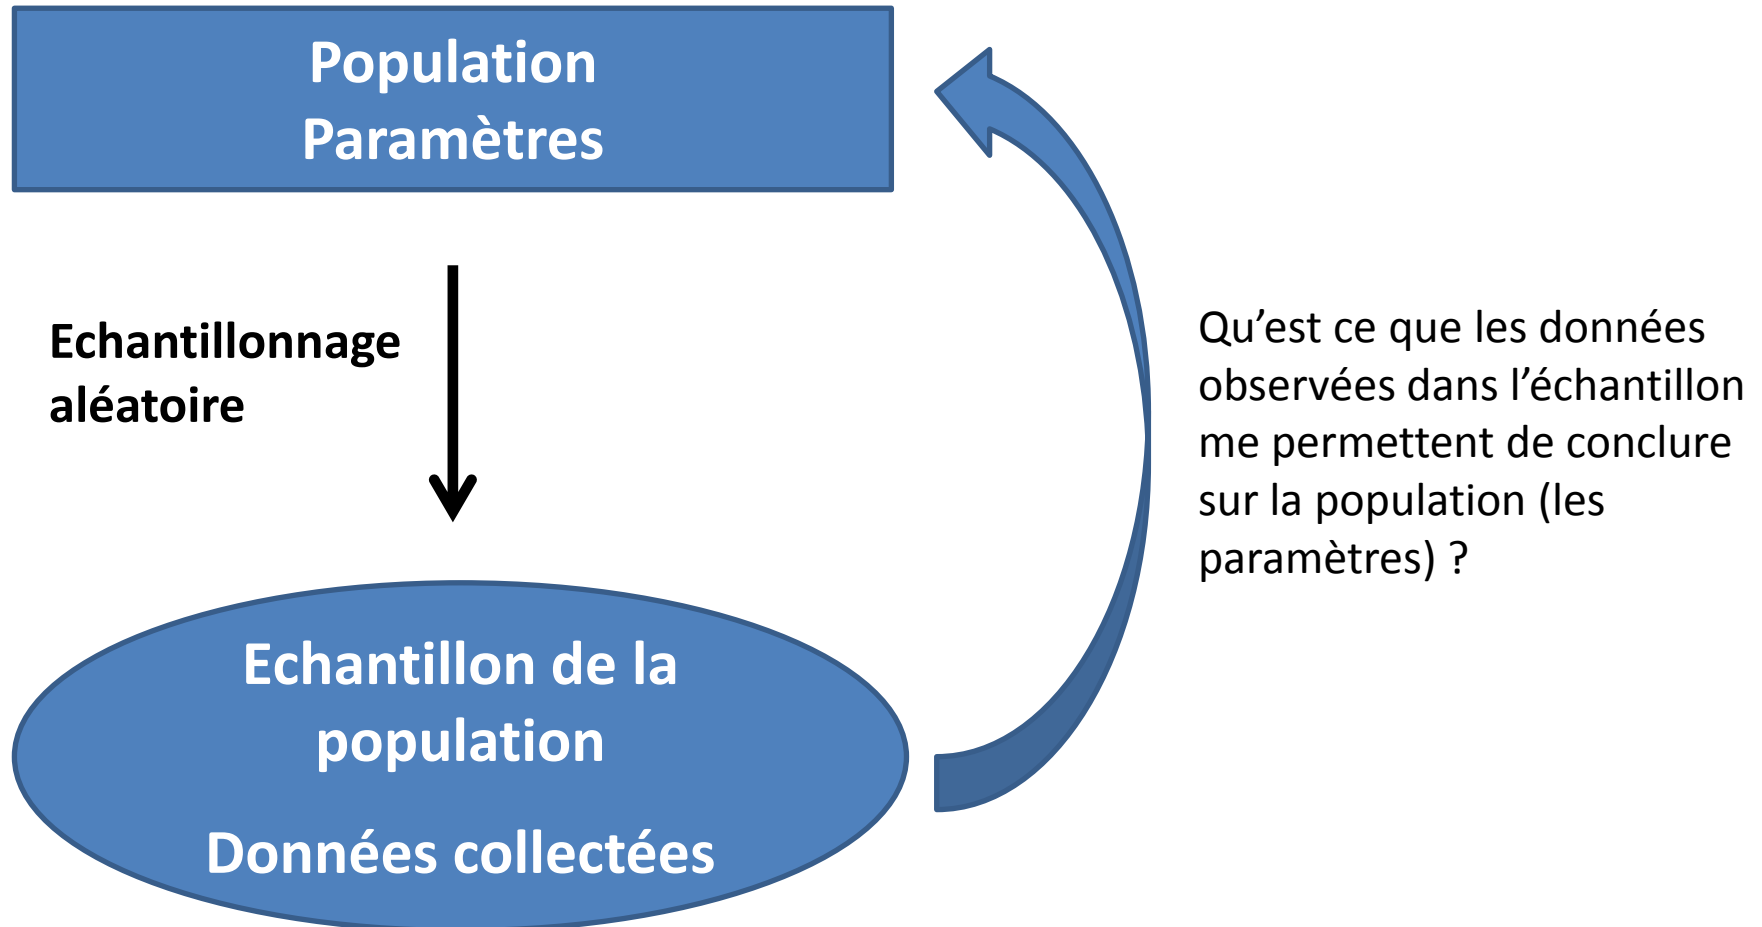 Population
Paramètres
Echantillonnage
aléatoire
Qu’est ce que les données
observées dans l’échantillon
me permettent de conclure
sur la population (les
paramètres) ?
Echantillon de la
population
Données collectées